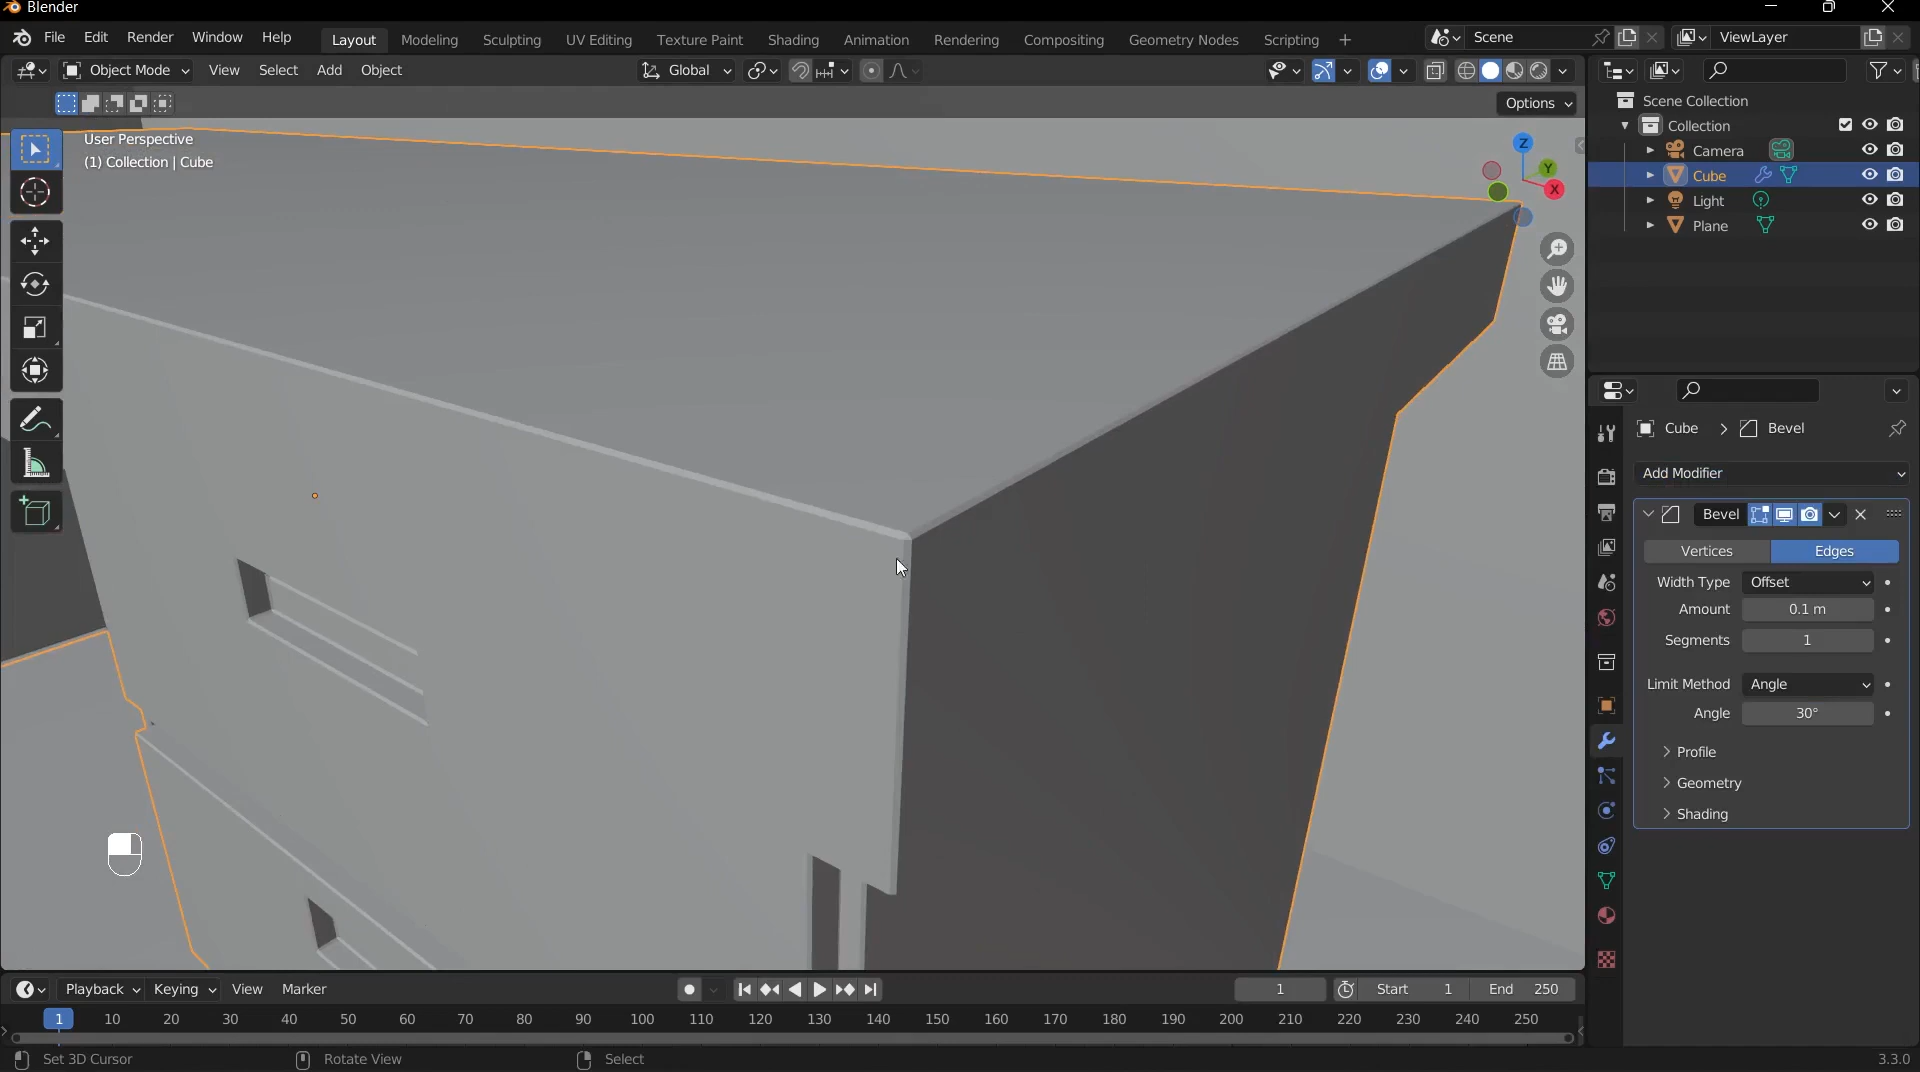 Blender
File Edit Render Window Help Layout Modeling Sculpting UV Editing Texture Paint Shading Animation Rendering Compositing Geometry Nodes Scripting + Scene ViewLayer
Object Mode View Select Add Object Global
Options
User Perspective
(1) Collection | Cube
Z
Y
X
Scene Collection
Collection
Camera
Cube
Light
Plane
Cube > Bevel
Add Modifier
Bevel
Vertices Edges
Width Type Offset
Amount 0.1 m
Segments 1
Limit Method Angle
Angle 30°
> Profile
> Geometry
> Shading
Playback Keying View Marker 1 Start 1 End 250
1 10 20 30 40 50 60 70 80 90 100 110 120 130 140 150 160 170 180 190 200 210 220 230 240 250
Set 3D Cursor Rotate View Select 3.3.0